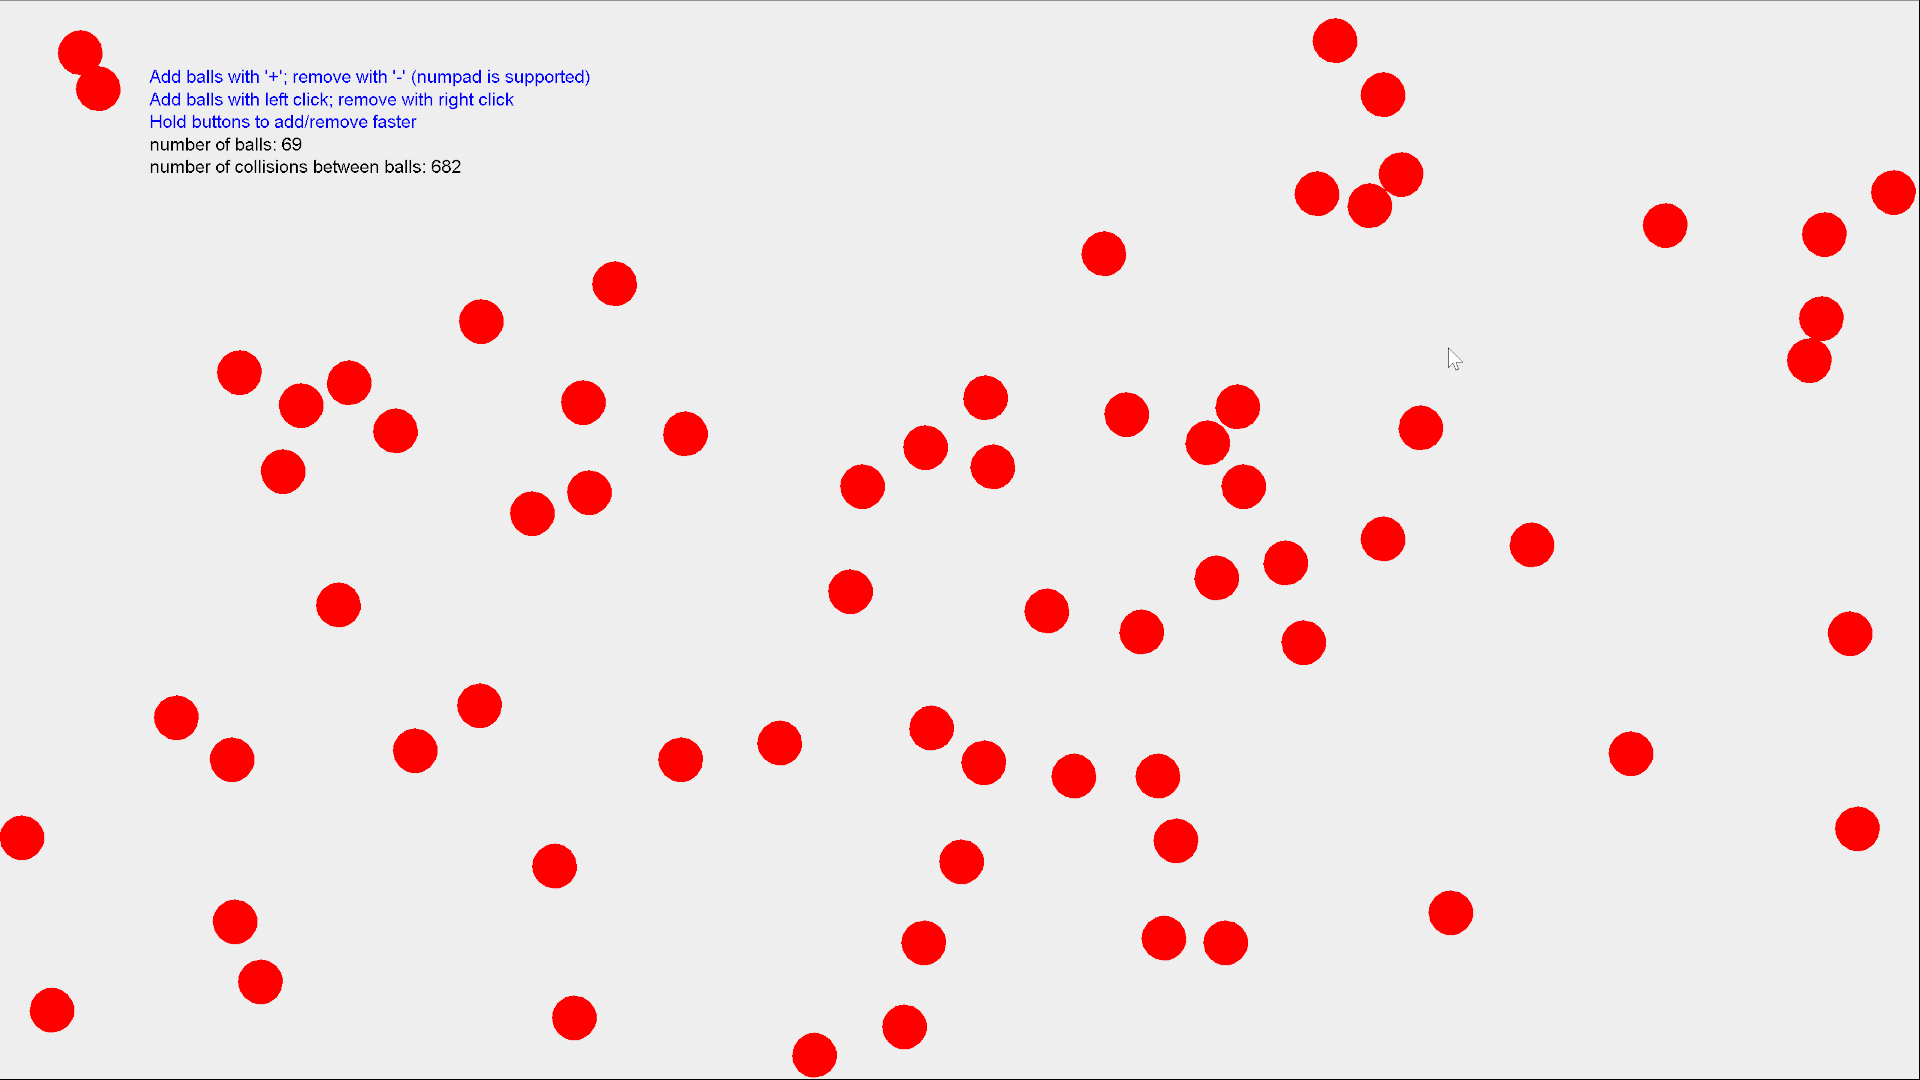 Add balls with '+'; remove with '-' (numpad is supported)
Add balls with left click; remove with right click
Hold buttons to add/remove faster
number of balls: 69
number of collisions between balls: 682